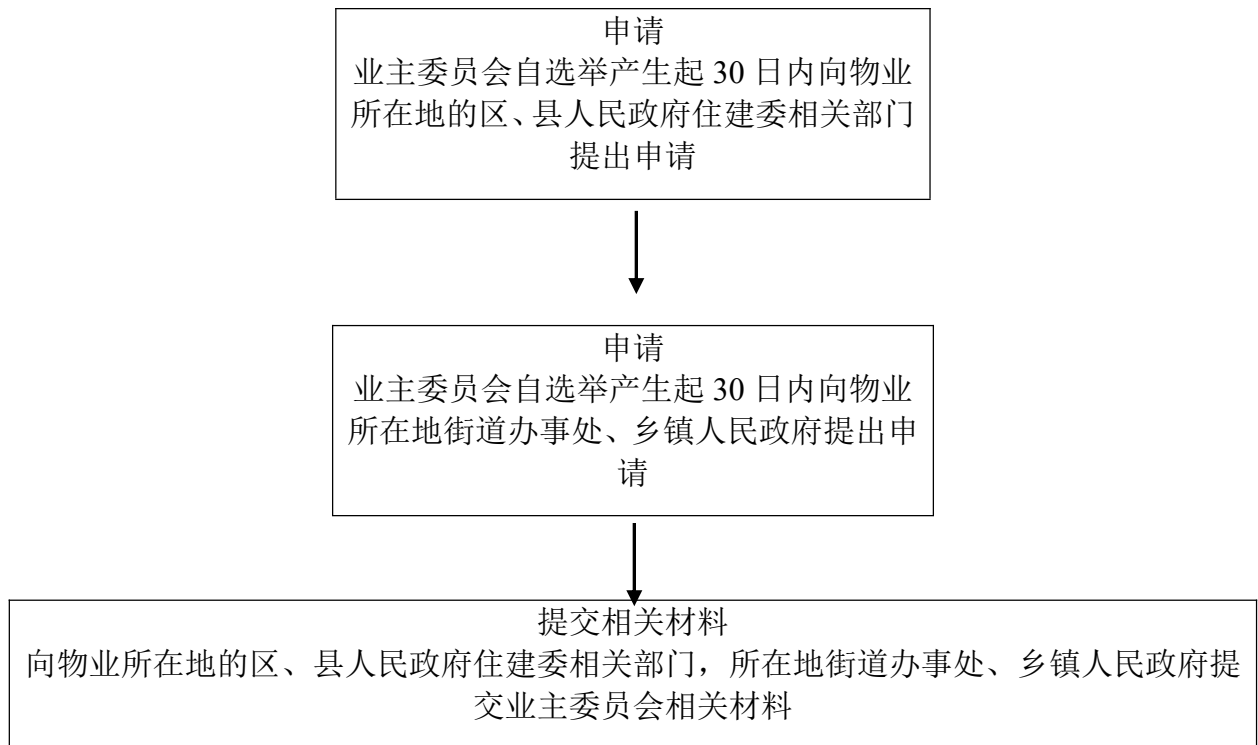 申请
业主委员会自选举产生起 30 日内向物业
所在地的区、县人民政府住建委相关部门
提出申请
申请
业主委员会自选举产生起 30 日内向物业
所在地街道办事处、乡镇人民政府提出申
请
提交相关材料
向物业所在地的区、县人民政府住建委相关部门，所在地街道办事处、乡镇人民政府提
交业主委员会相关材料